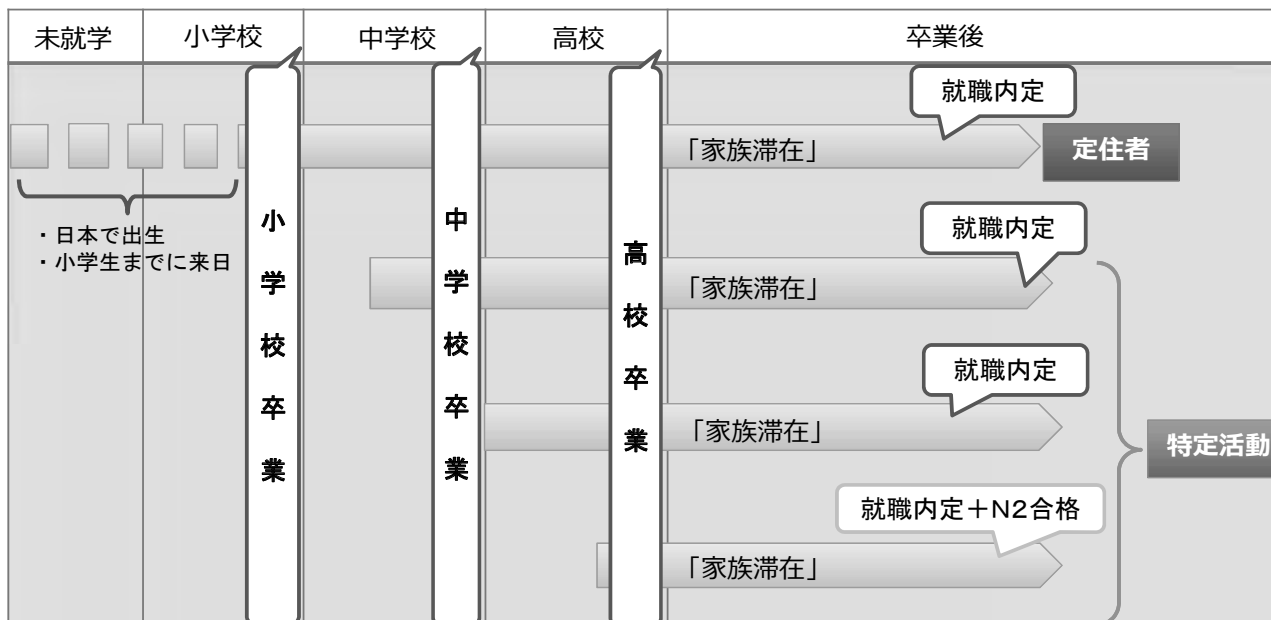 未就学
小学校
中学校
高校
卒業後
就職内定
「家族滞在」
定住者
・日本で出生
・小学生までに来日
小学校卒業
中学校卒業
高校卒業
就職内定
「家族滞在」
就職内定
「家族滞在」
特定活動
就職内定+N2合格
「家族滞在」